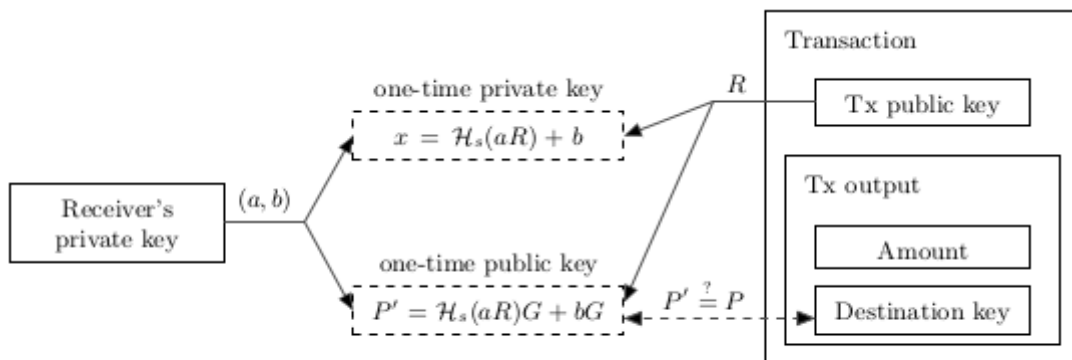 Transaction
one-time private key
R
Tx public key
x = ℋₛ(aR) + b
Tx output
Receiver's
private key
(a, b)
Amount
one-time public key
P′ = ℋₛ(aR)G + bG
P′ ≟ P
Destination key